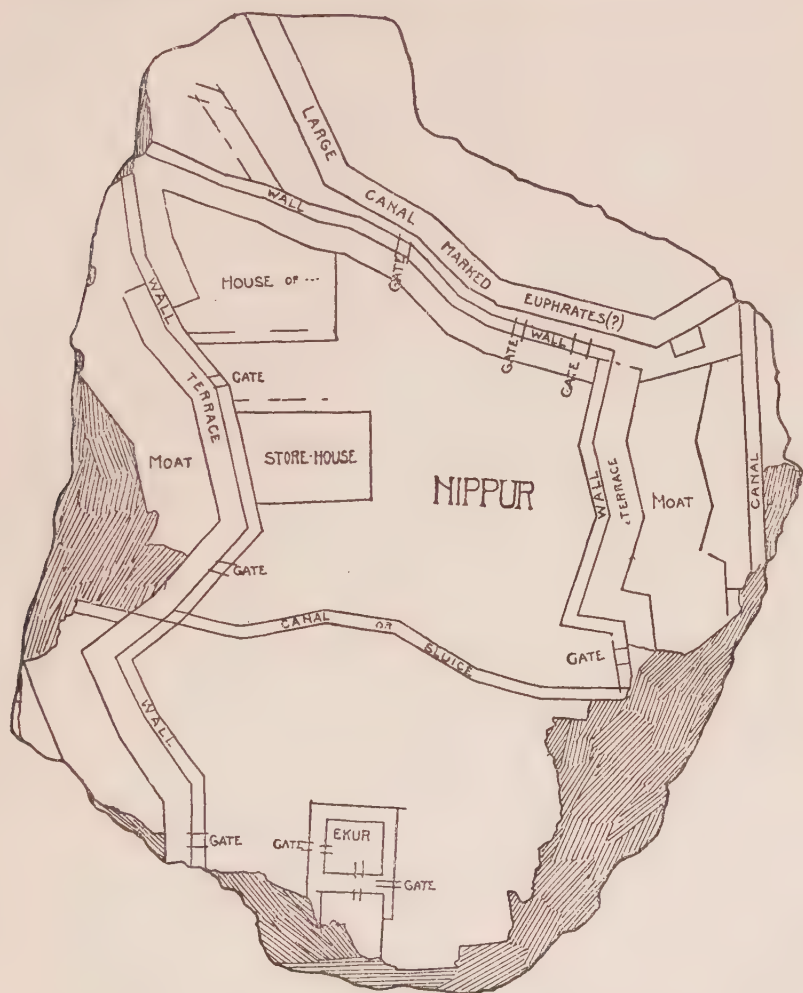 LARGE
CANAL
MARKED
EUPHRATES(?)
WALL
GATE
WALL
GATE
GATE
HOUSE OF ...
WALL
TERRACE
GATE
MOAT
STORE-HOUSE
NIPPUR
WALL
TERRACE
MOAT
CANAL
GATE
CANAL OR SLUICE
GATE
WALL
GATE
GATE
EKUR
GATE